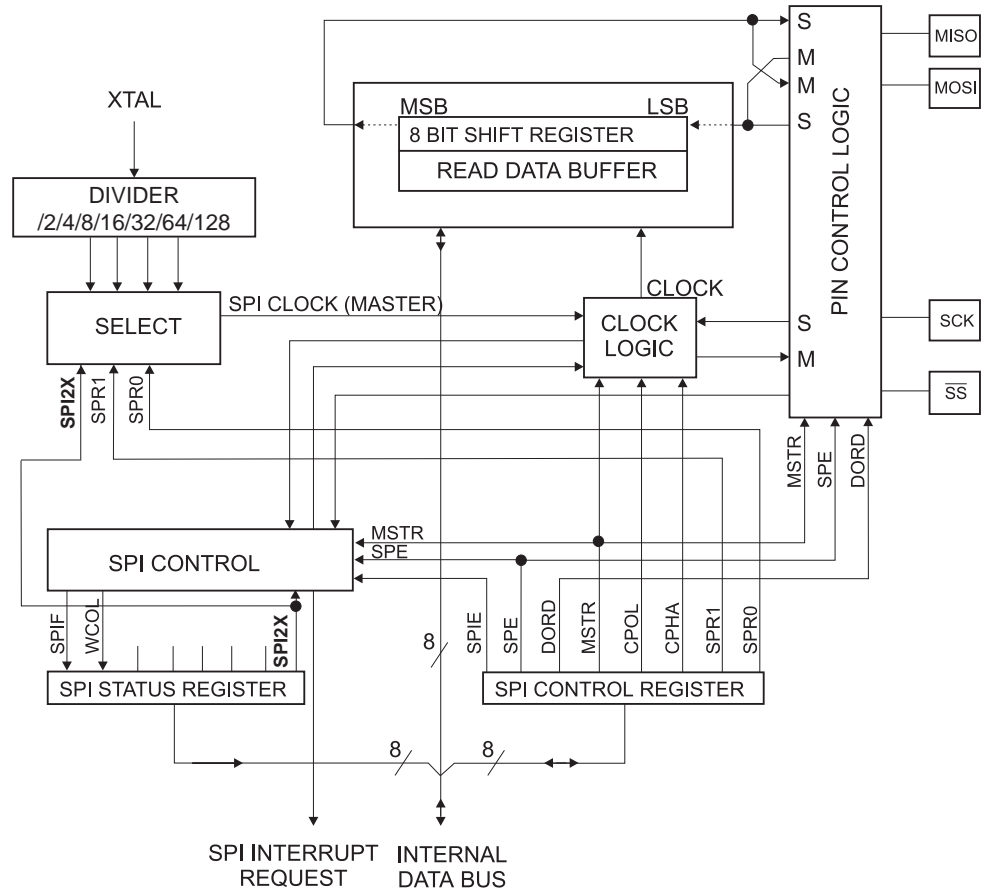 S
MISO
XTAL
M
MSB
LSB
M
MOSI
8 BIT SHIFT REGISTER
S
READ DATA BUFFER
PIN CONTROL LOGIC
DIVIDER
/2/4/8/16/32/64/128
SPI CLOCK (MASTER)
CLOCK
SELECT
CLOCK
LOGIC
S
SCK
M
SPI2X
SPR1
SPR0
SS
MSTR
SPE
DORD
SPI CONTROL
MSTR
SPE
SPIF
WCOL
SPI2X
8
SPIE
SPE
DORD
MSTR
CPOL
CPHA
SPR1
SPR0
SPI STATUS REGISTER
SPI CONTROL REGISTER
8
8
SPI INTERRUPT
REQUEST
INTERNAL
DATA BUS